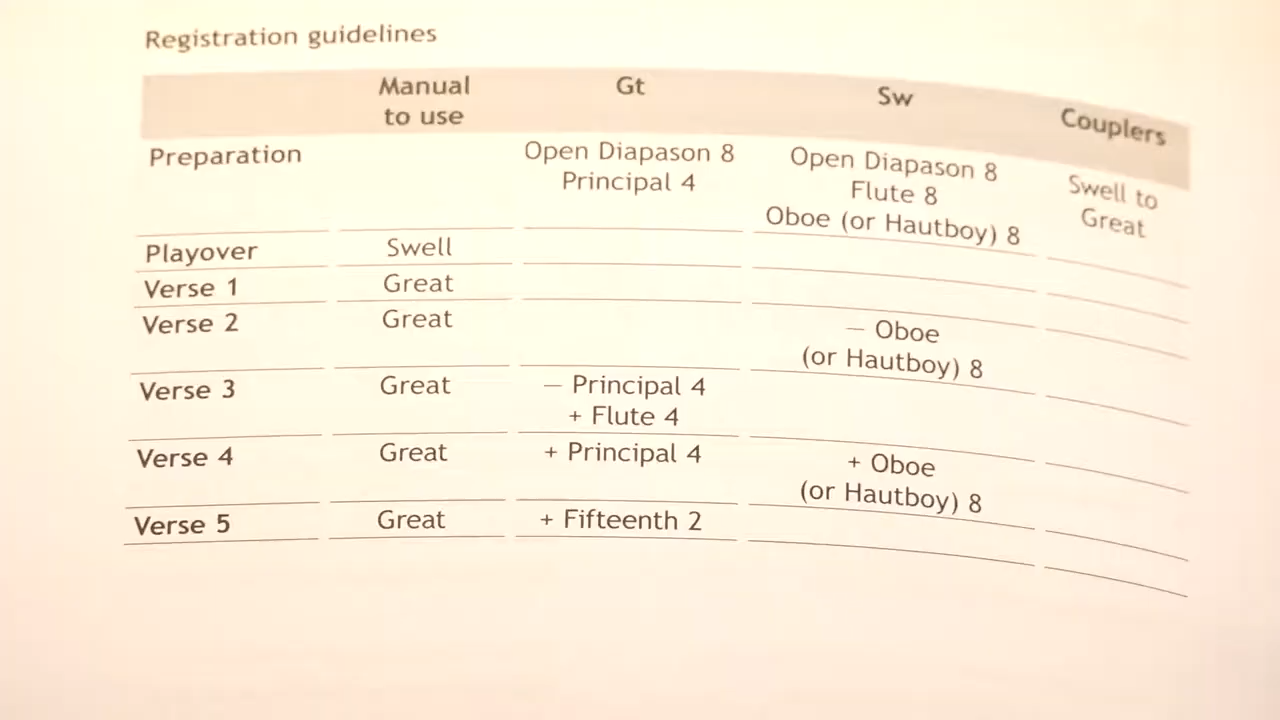 Registration guidelines
Manual to use Gt Sw Couplers
Preparation Open Diapason 8 Open Diapason 8 Swell to
Principal 4 Flute 8 Great
Oboe (or Hautboy) 8
Playover Swell
Verse 1 Great
Verse 2 Great — Oboe
(or Hautboy) 8
Verse 3 Great — Principal 4
+ Flute 4
Verse 4 Great + Principal 4 + Oboe
(or Hautboy) 8
Verse 5 Great + Fifteenth 2